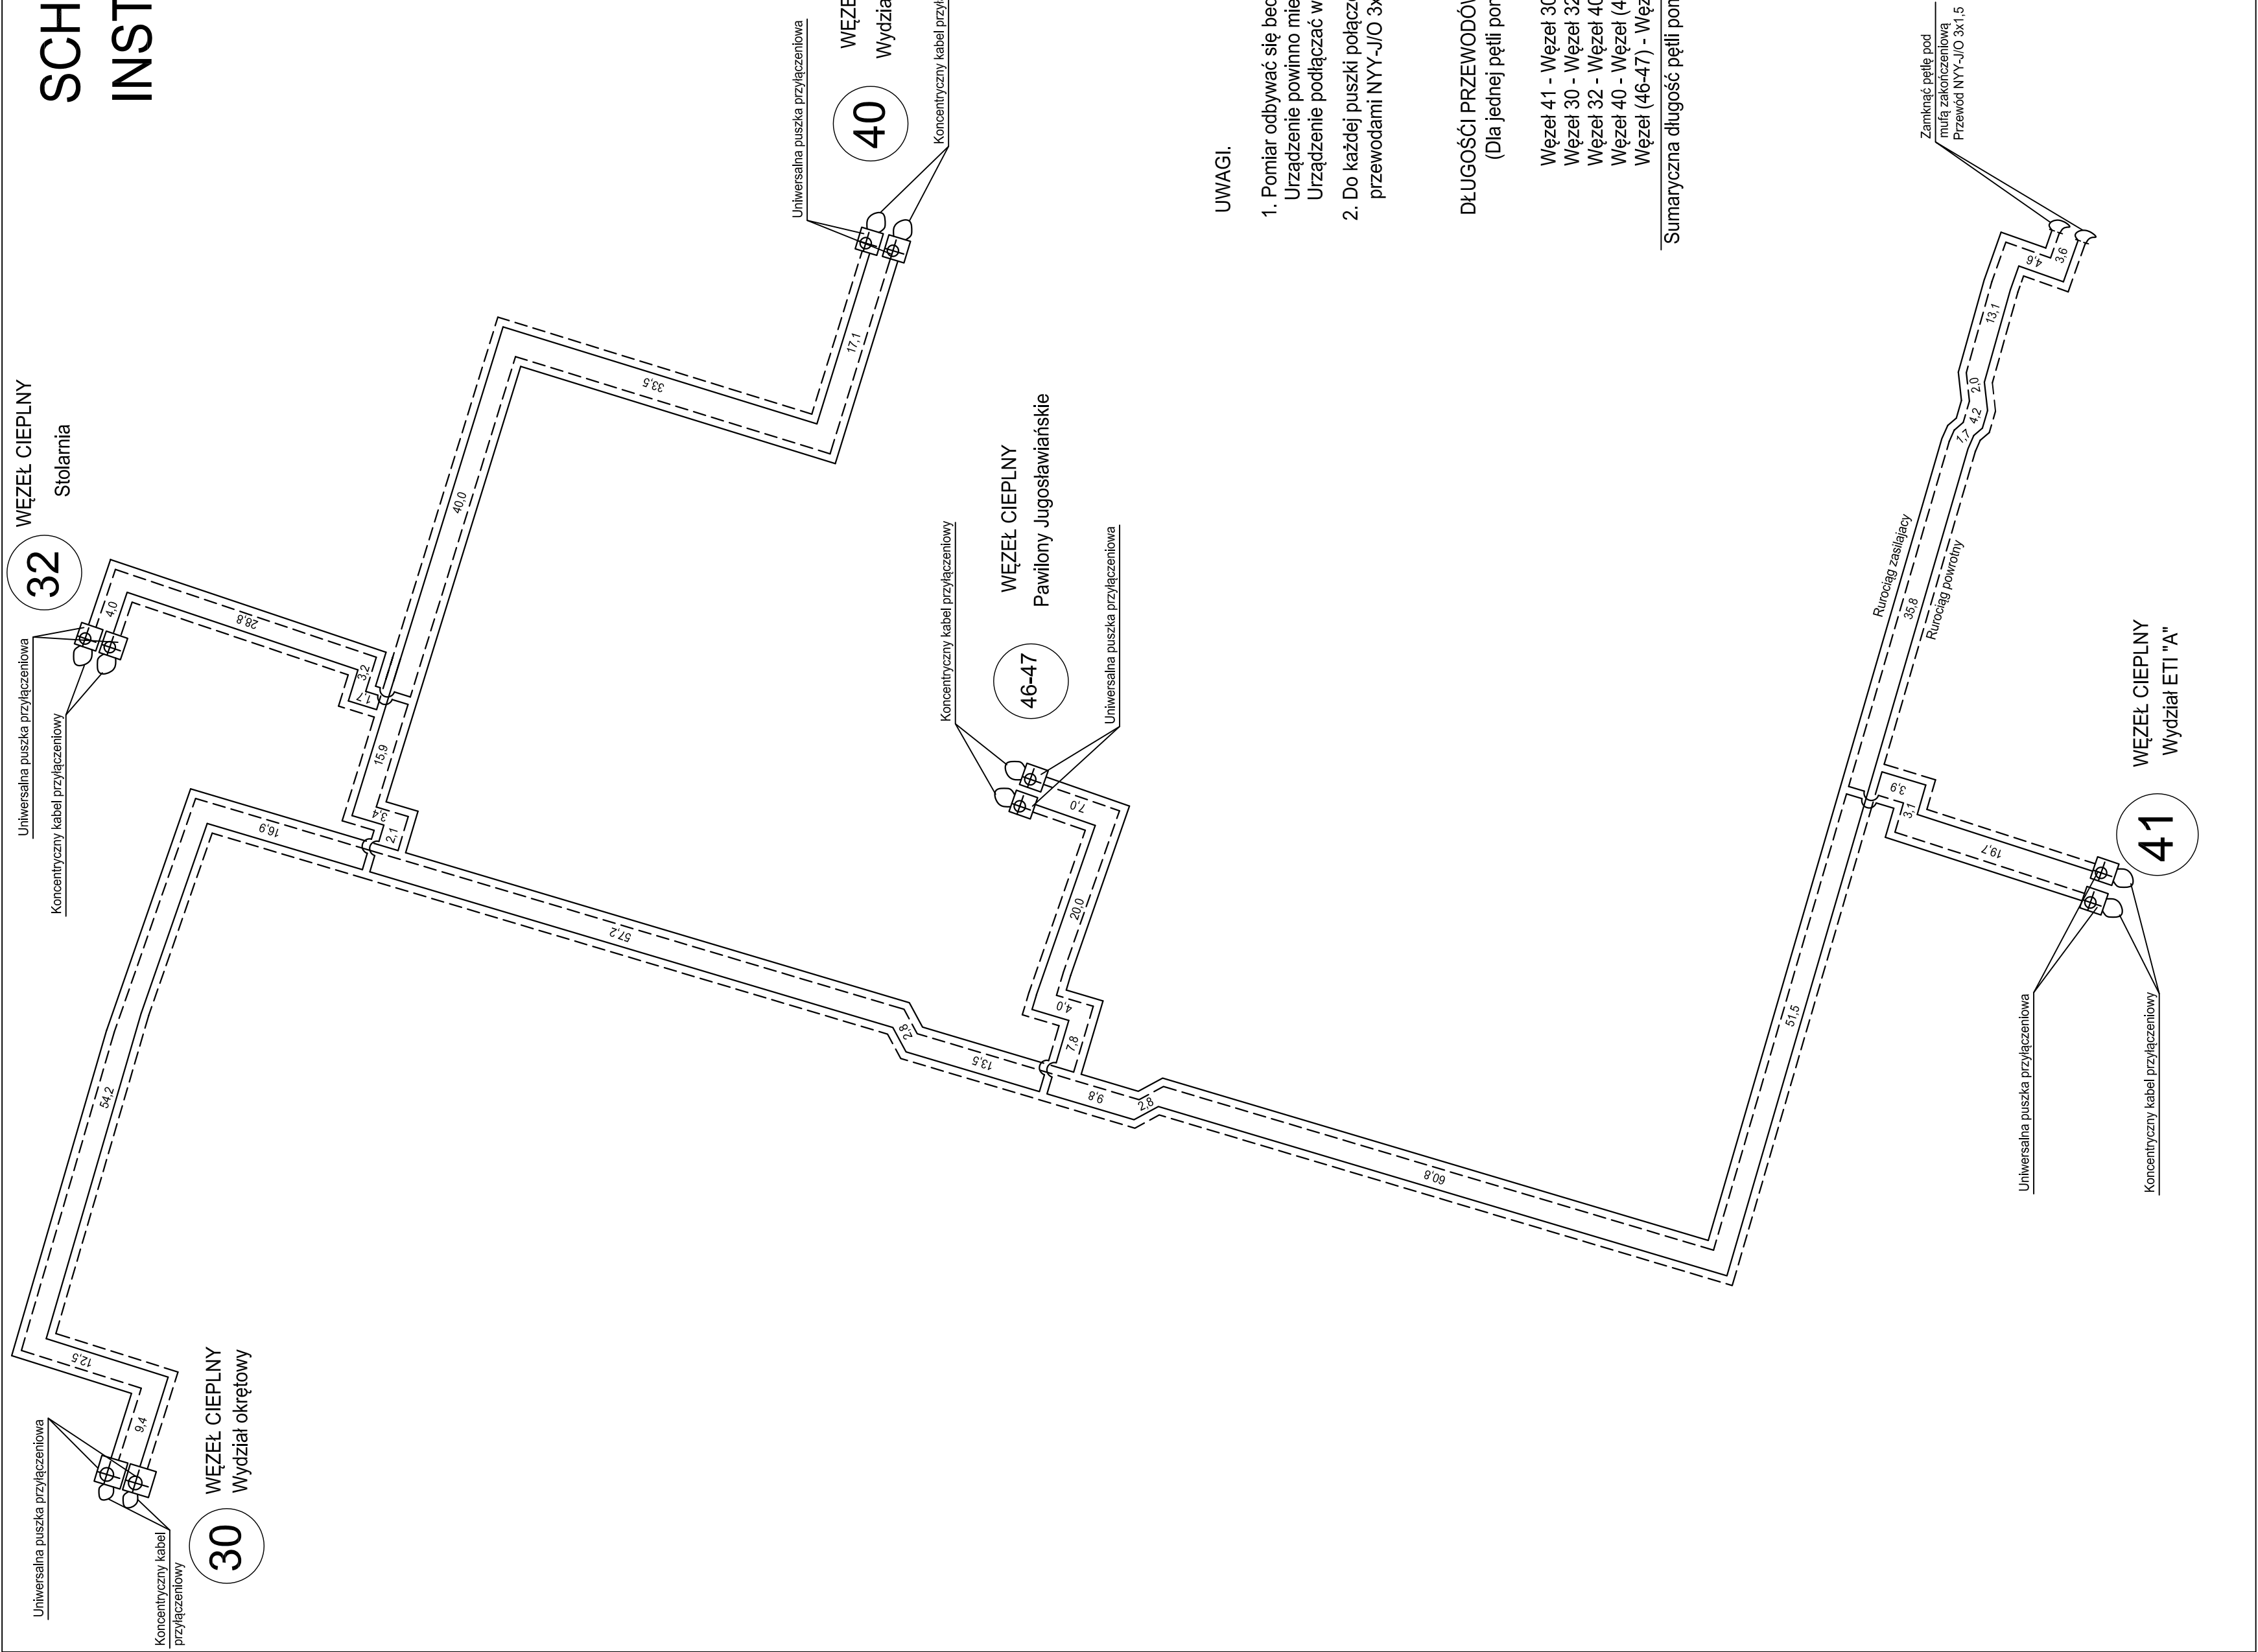 SCH
INST
WĘZEŁ CIEPLNY
Stolarnia
32
Uniwersalna puszka przyłączeniowa
Koncentryczny kabel przyłączeniowy
4,0
28,8
3,2
1,7
15,9
3,4
2,1
40,0
33,5
17,1
Uniwersalna puszka przyłączeniowa
WĘZE
Wydzia
40
Koncentryczny kabel przyła
16,9
54,2
12,5
9,4
Uniwersalna puszka przyłączeniowa
Koncentryczny kabel
przyłączeniowy
30
WĘZEŁ CIEPLNY
Wydział okrętowy
57,2
2,8
13,5
9,8
2,8
60,8
Koncentryczny kabel przyłączeniowy
WĘZEŁ CIEPLNY
Pawilony Jugosławiańskie
46-47
Uniwersalna puszka przyłączeniowa
7,0
20,0
4,0
7,8
UWAGI.
1. Pomiar odbywać się będ
Urządzenie powinno mie
Urządzenie podłączać w
2. Do każdej puszki połącz
przewodami NYY-J/O 3x
DŁUGOŚĆI PRZEWODÓW
(Dla jednej pętli pom
Węzeł 41 - Węzeł 30
Węzeł 30 - Węzeł 32
Węzeł 32 - Węzeł 40
Węzeł 40 - Węzeł (4
Węzeł (46-47) - Węz
Sumaryczna długość pętli pom
Zamknąć pętlę pod
mufą zakończeniową
Przewód NYY-J/O 3x1,5
4,6
3,6
13,1
2,0
4,2
1,7
Rurociąg zasilający
35,8
Rurociąg powrotny
51,5
3,9
3,1
19,7
WĘZEŁ CIEPLNY
Wydział ETI "A"
41
Uniwersalna puszka przyłączeniowa
Koncentryczny kabel przyłączeniowy